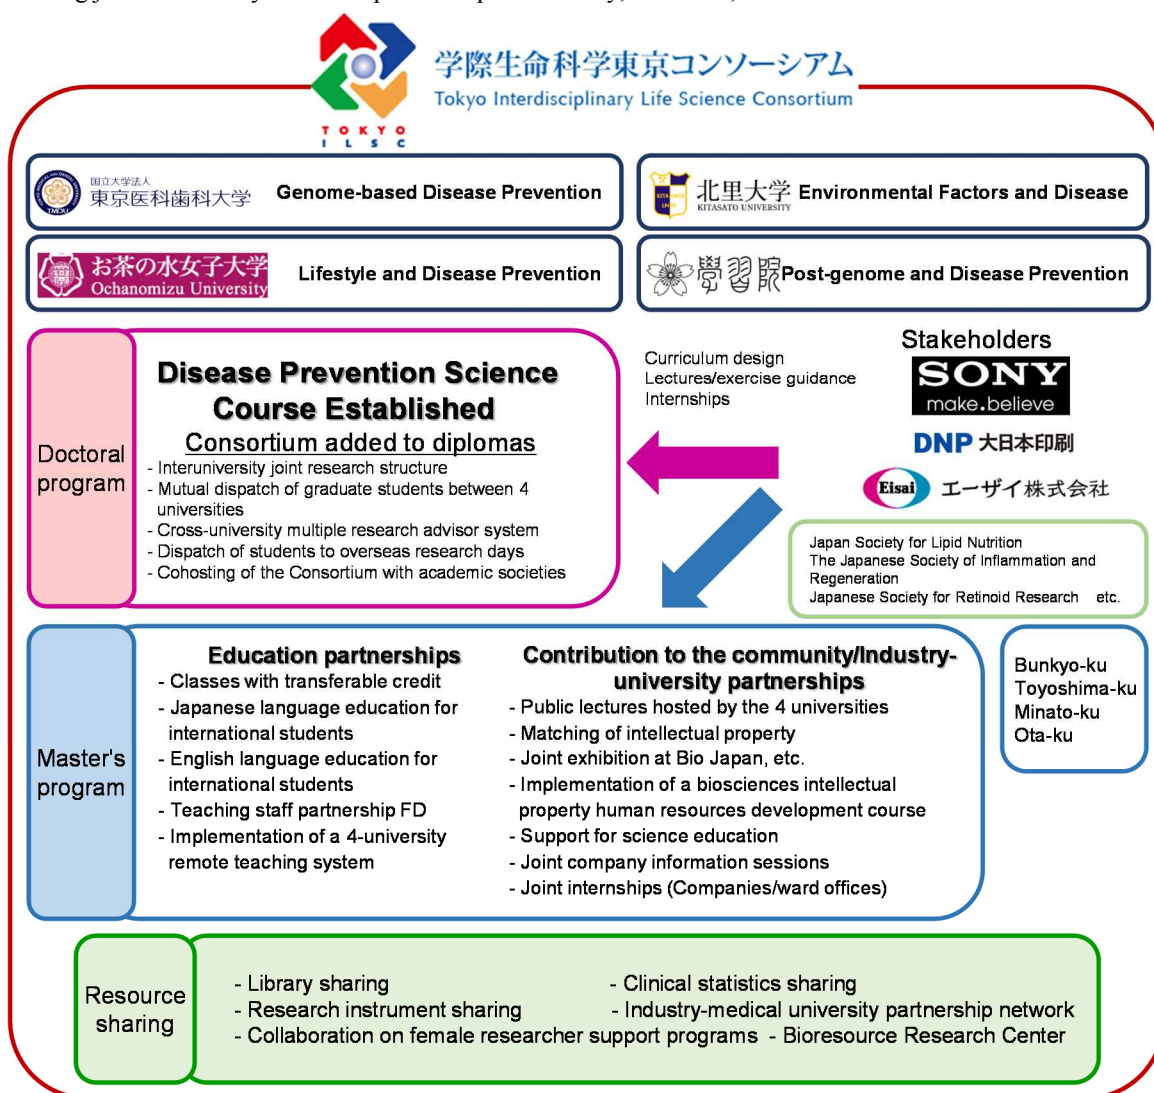 学際生命科学東京コンソーシアム
Tokyo Interdisciplinary Life Science Consortium
TOKYO
ILSC
国立大学法人
東京医科歯科大学
TMDU
Genome-based Disease Prevention
北里大学
KITASATO UNIVERSITY
Environmental Factors and Disease
お茶の水女子大学
Ochanomizu University
Lifestyle and Disease Prevention
學習院
Post-genome and Disease Prevention
Doctoral
program
Disease Prevention Science
Course Established
Consortium added to diplomas
- Interuniversity joint research structure
- Mutual dispatch of graduate students between 4
universities
- Cross-university multiple research advisor system
- Dispatch of students to overseas research days
- Cohosting of the Consortium with academic societies
Curriculum design
Lectures/exercise guidance
Internships
Stakeholders
SONY
make.believe
DNP 大日本印刷
Eisai エーザイ株式会社
Japan Society for Lipid Nutrition
The Japanese Society of Inflammation and
Regeneration
Japanese Society for Retinoid Research etc.
Master's
program
Education partnerships
- Classes with transferable credit
- Japanese language education for
international students
- English language education for
international students
- Teaching staff partnership FD
- Implementation of a 4-university
remote teaching system
Contribution to the community/Industry-
university partnerships
- Public lectures hosted by the 4 universities
- Matching of intellectual property
- Joint exhibition at Bio Japan, etc.
- Implementation of a biosciences intellectual
property human resources development course
- Support for science education
- Joint company information sessions
- Joint internships (Companies/ward offices)
Bunkyo-ku
Toyoshima-ku
Minato-ku
Ota-ku
Resource
sharing
- Library sharing
- Clinical statistics sharing
- Research instrument sharing
- Industry-medical university partnership network
- Collaboration on female researcher support programs
- Bioresource Research Center